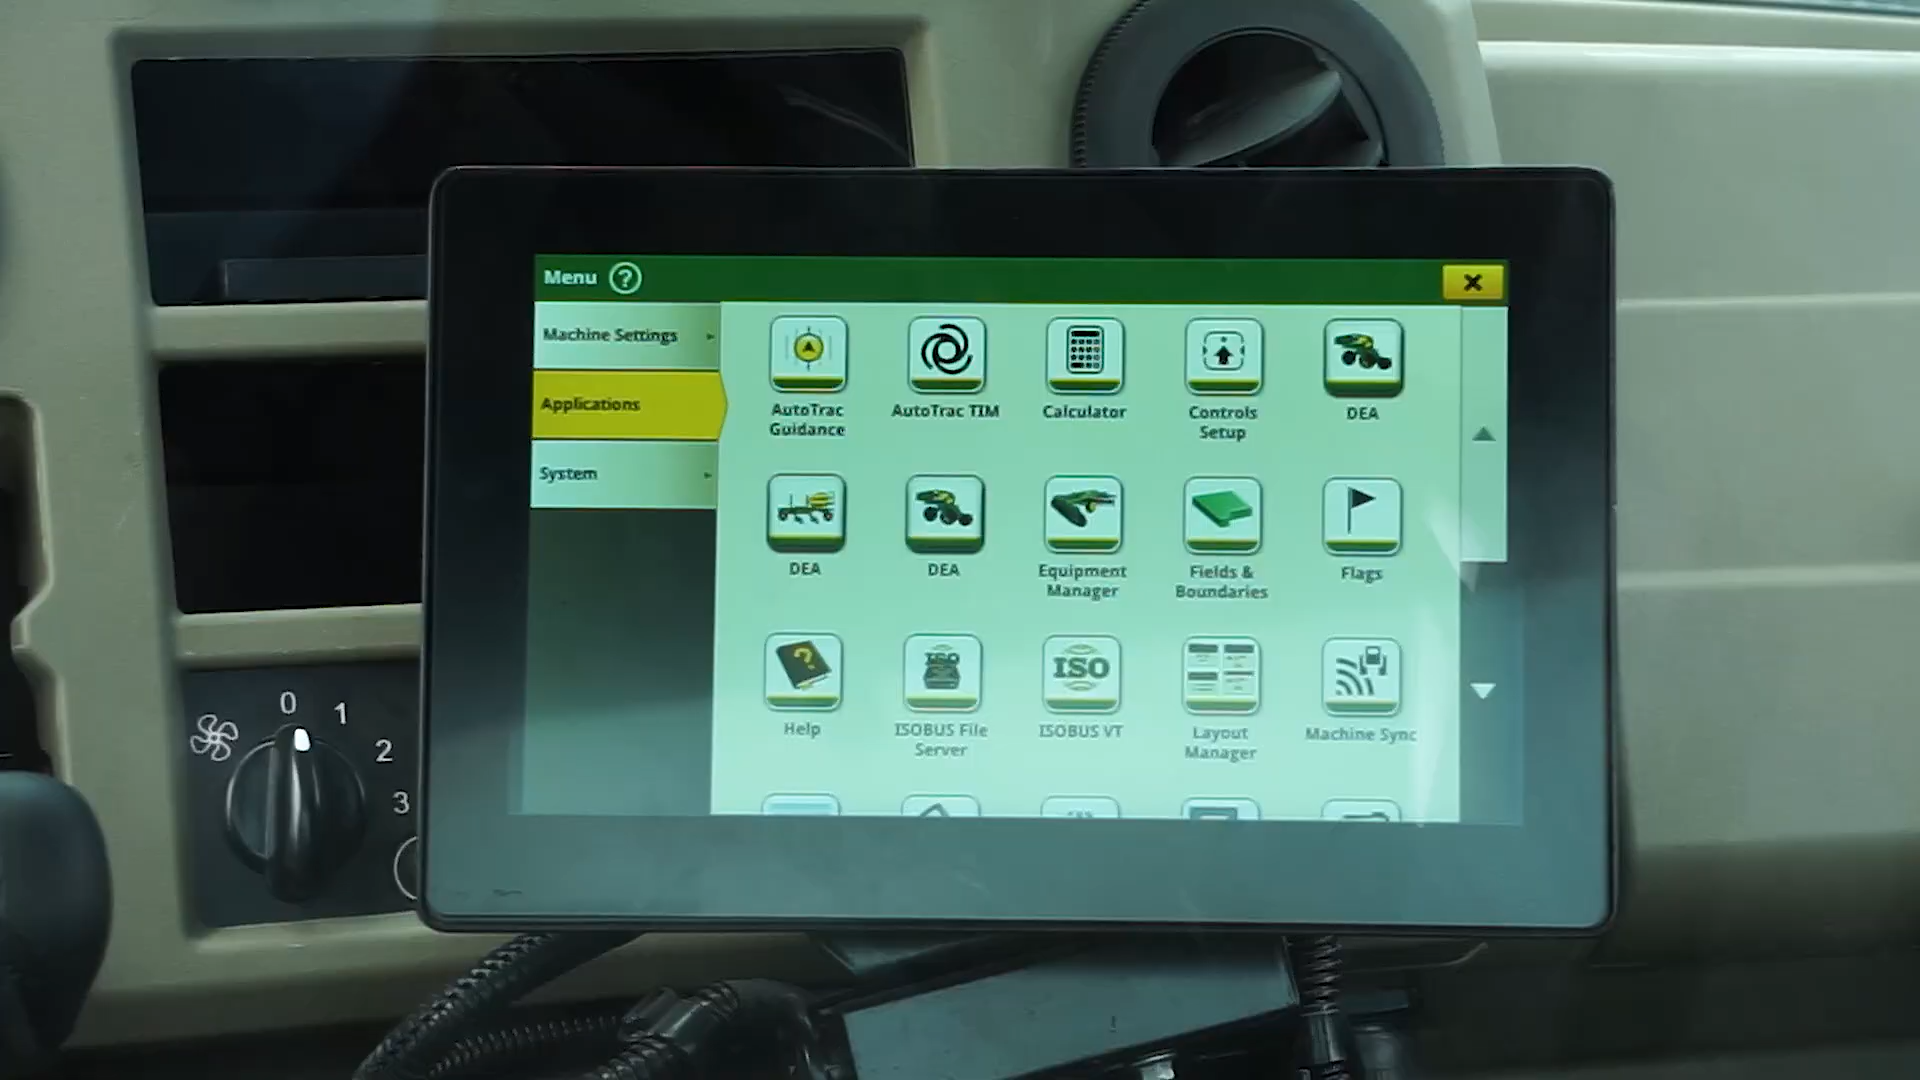 Menu ?
Machine Settings
Applications
System
AutoTrac
Guidance
AutoTrac TIM
Calculator
Controls
Setup
DEA
DEA
DEA
Equipment
Manager
Fields &
Boundaries
Flags
?
Help
ISO
ISOBUS File
Server
ISO
ISOBUS VT
Layout
Manager
Machine Sync
0
1
2
3